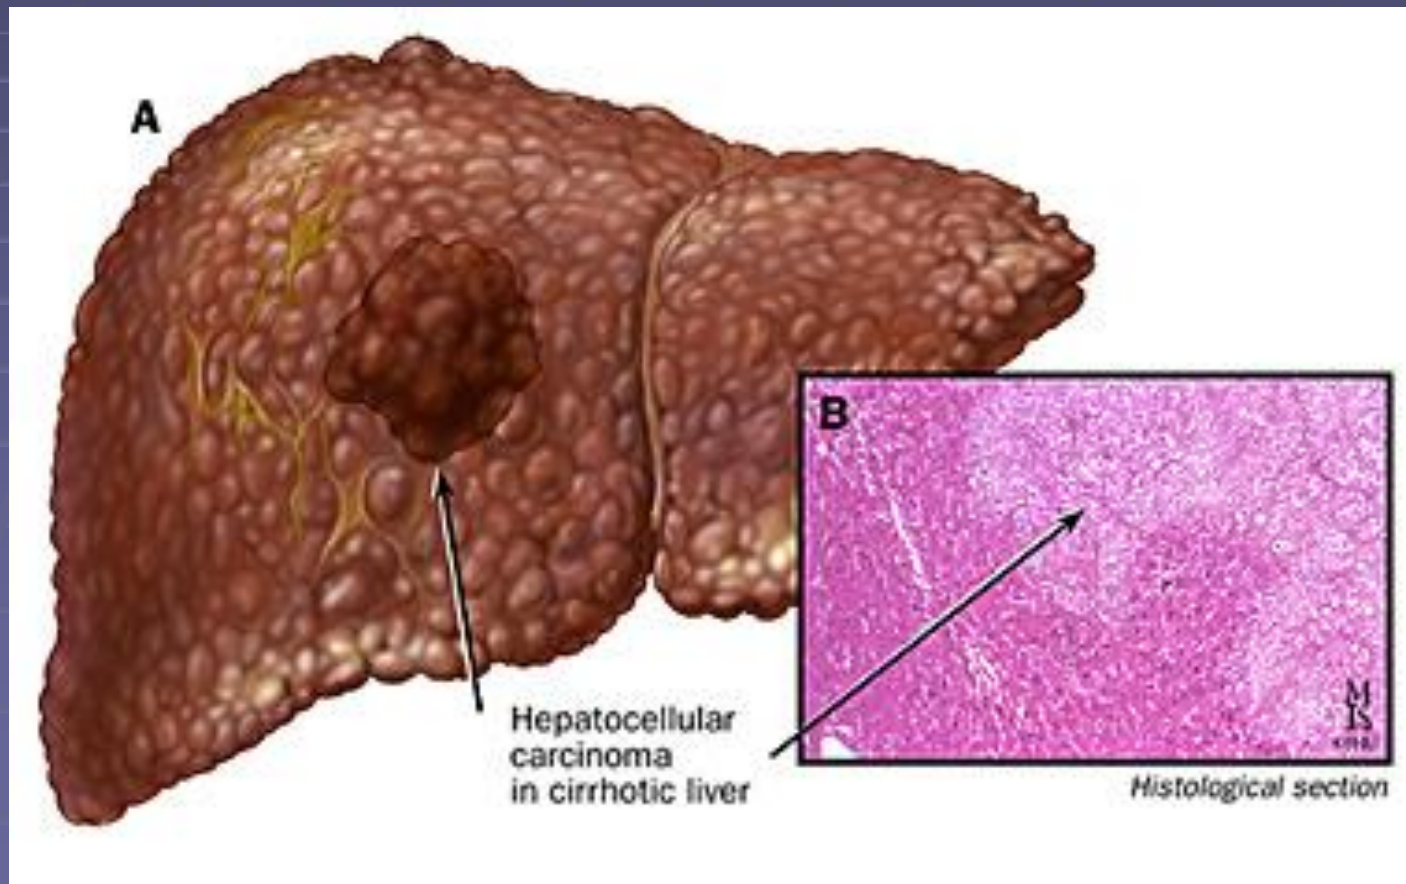 A
B
Hepatocellular
carcinoma
in cirrhotic liver
Histological section